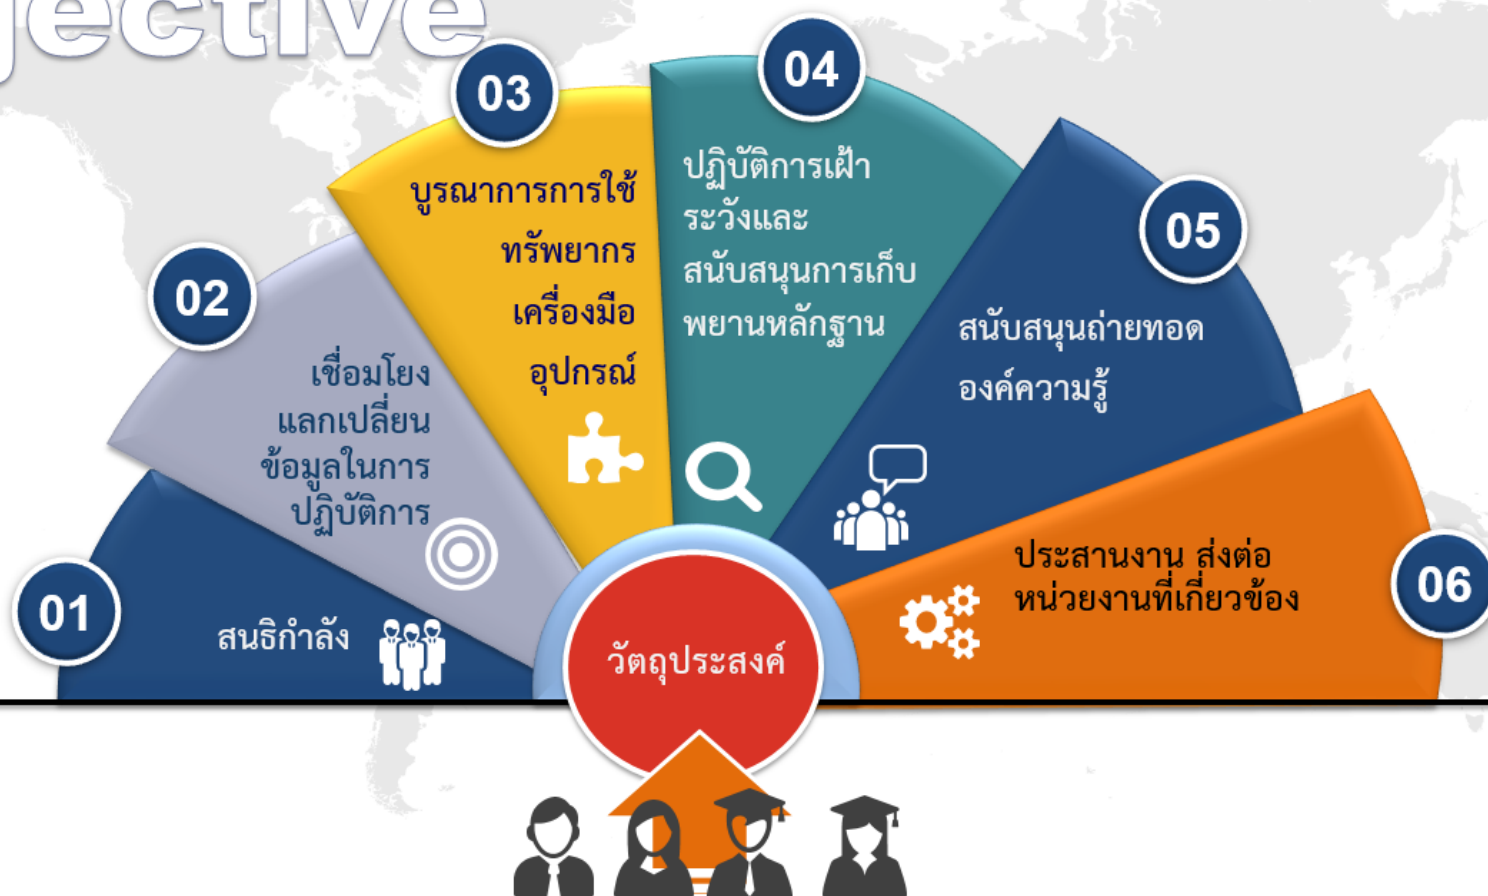 jective
01
สนธิกำลัง
02
เชื่อมโยง
แลกเปลี่ยน
ข้อมูลในการ
ปฏิบัติการ
03
บูรณาการการใช้
ทรัพยากร
เครื่องมือ
อุปกรณ์
04
ปฏิบัติการเฝ้า
ระวังและ
สนับสนุนการเก็บ
พยานหลักฐาน
05
สนับสนุนถ่ายทอด
องค์ความรู้
06
ประสานงาน ส่งต่อ
หน่วยงานที่เกี่ยวข้อง
วัตถุประสงค์